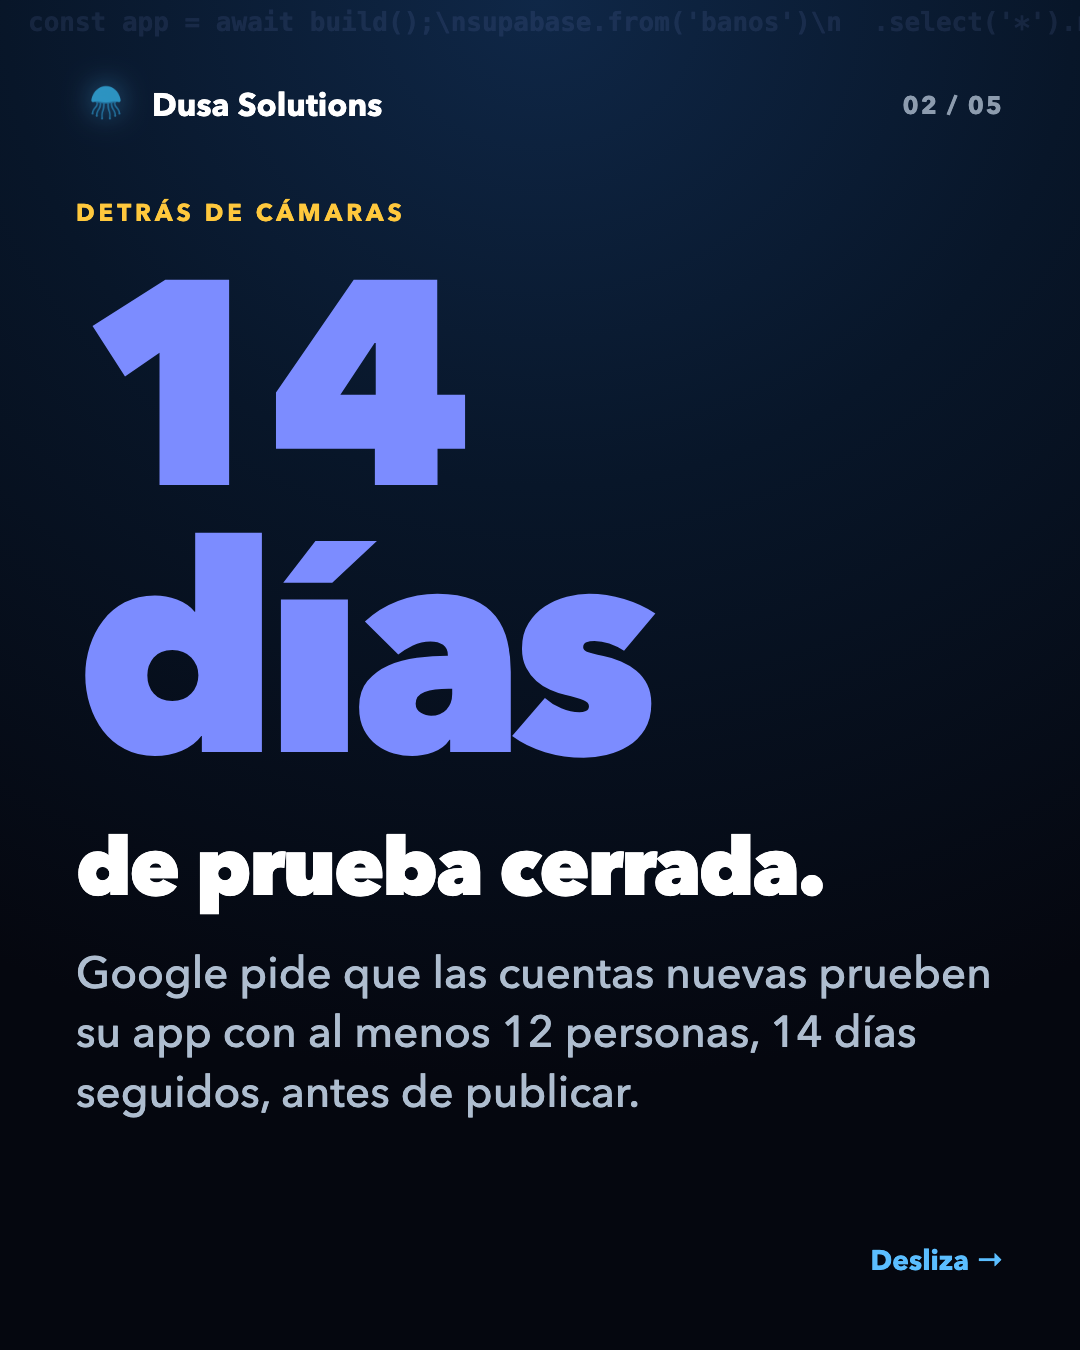 const app = await build();\nsupabase.from('banos')\n  .select('*').
Dusa Solutions
02 / 05
DETRÁS DE CÁMARAS
14
días
de prueba cerrada.
Google pide que las cuentas nuevas prueben
su app con al menos 12 personas, 14 días
seguidos, antes de publicar.
Desliza →